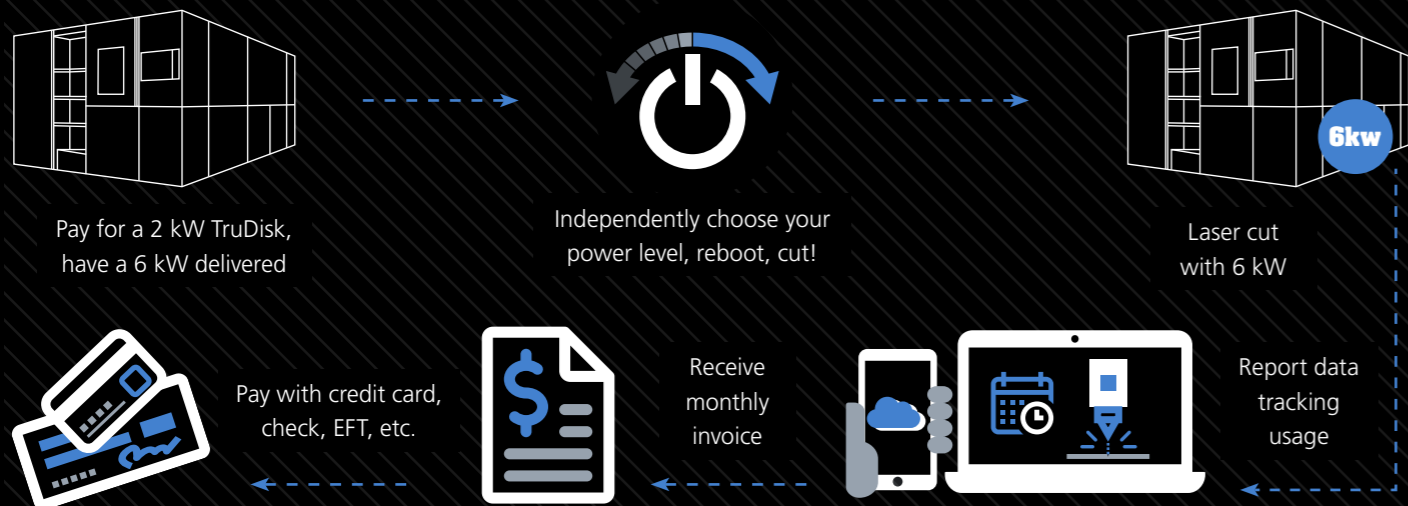 6kw
Pay for a 2 kW TruDisk,
have a 6 kW delivered
Independently choose your
power level, reboot, cut!
Laser cut
with 6 kW
Report data
tracking
usage
Receive
monthly
invoice
$
Pay with credit card,
check, EFT, etc.